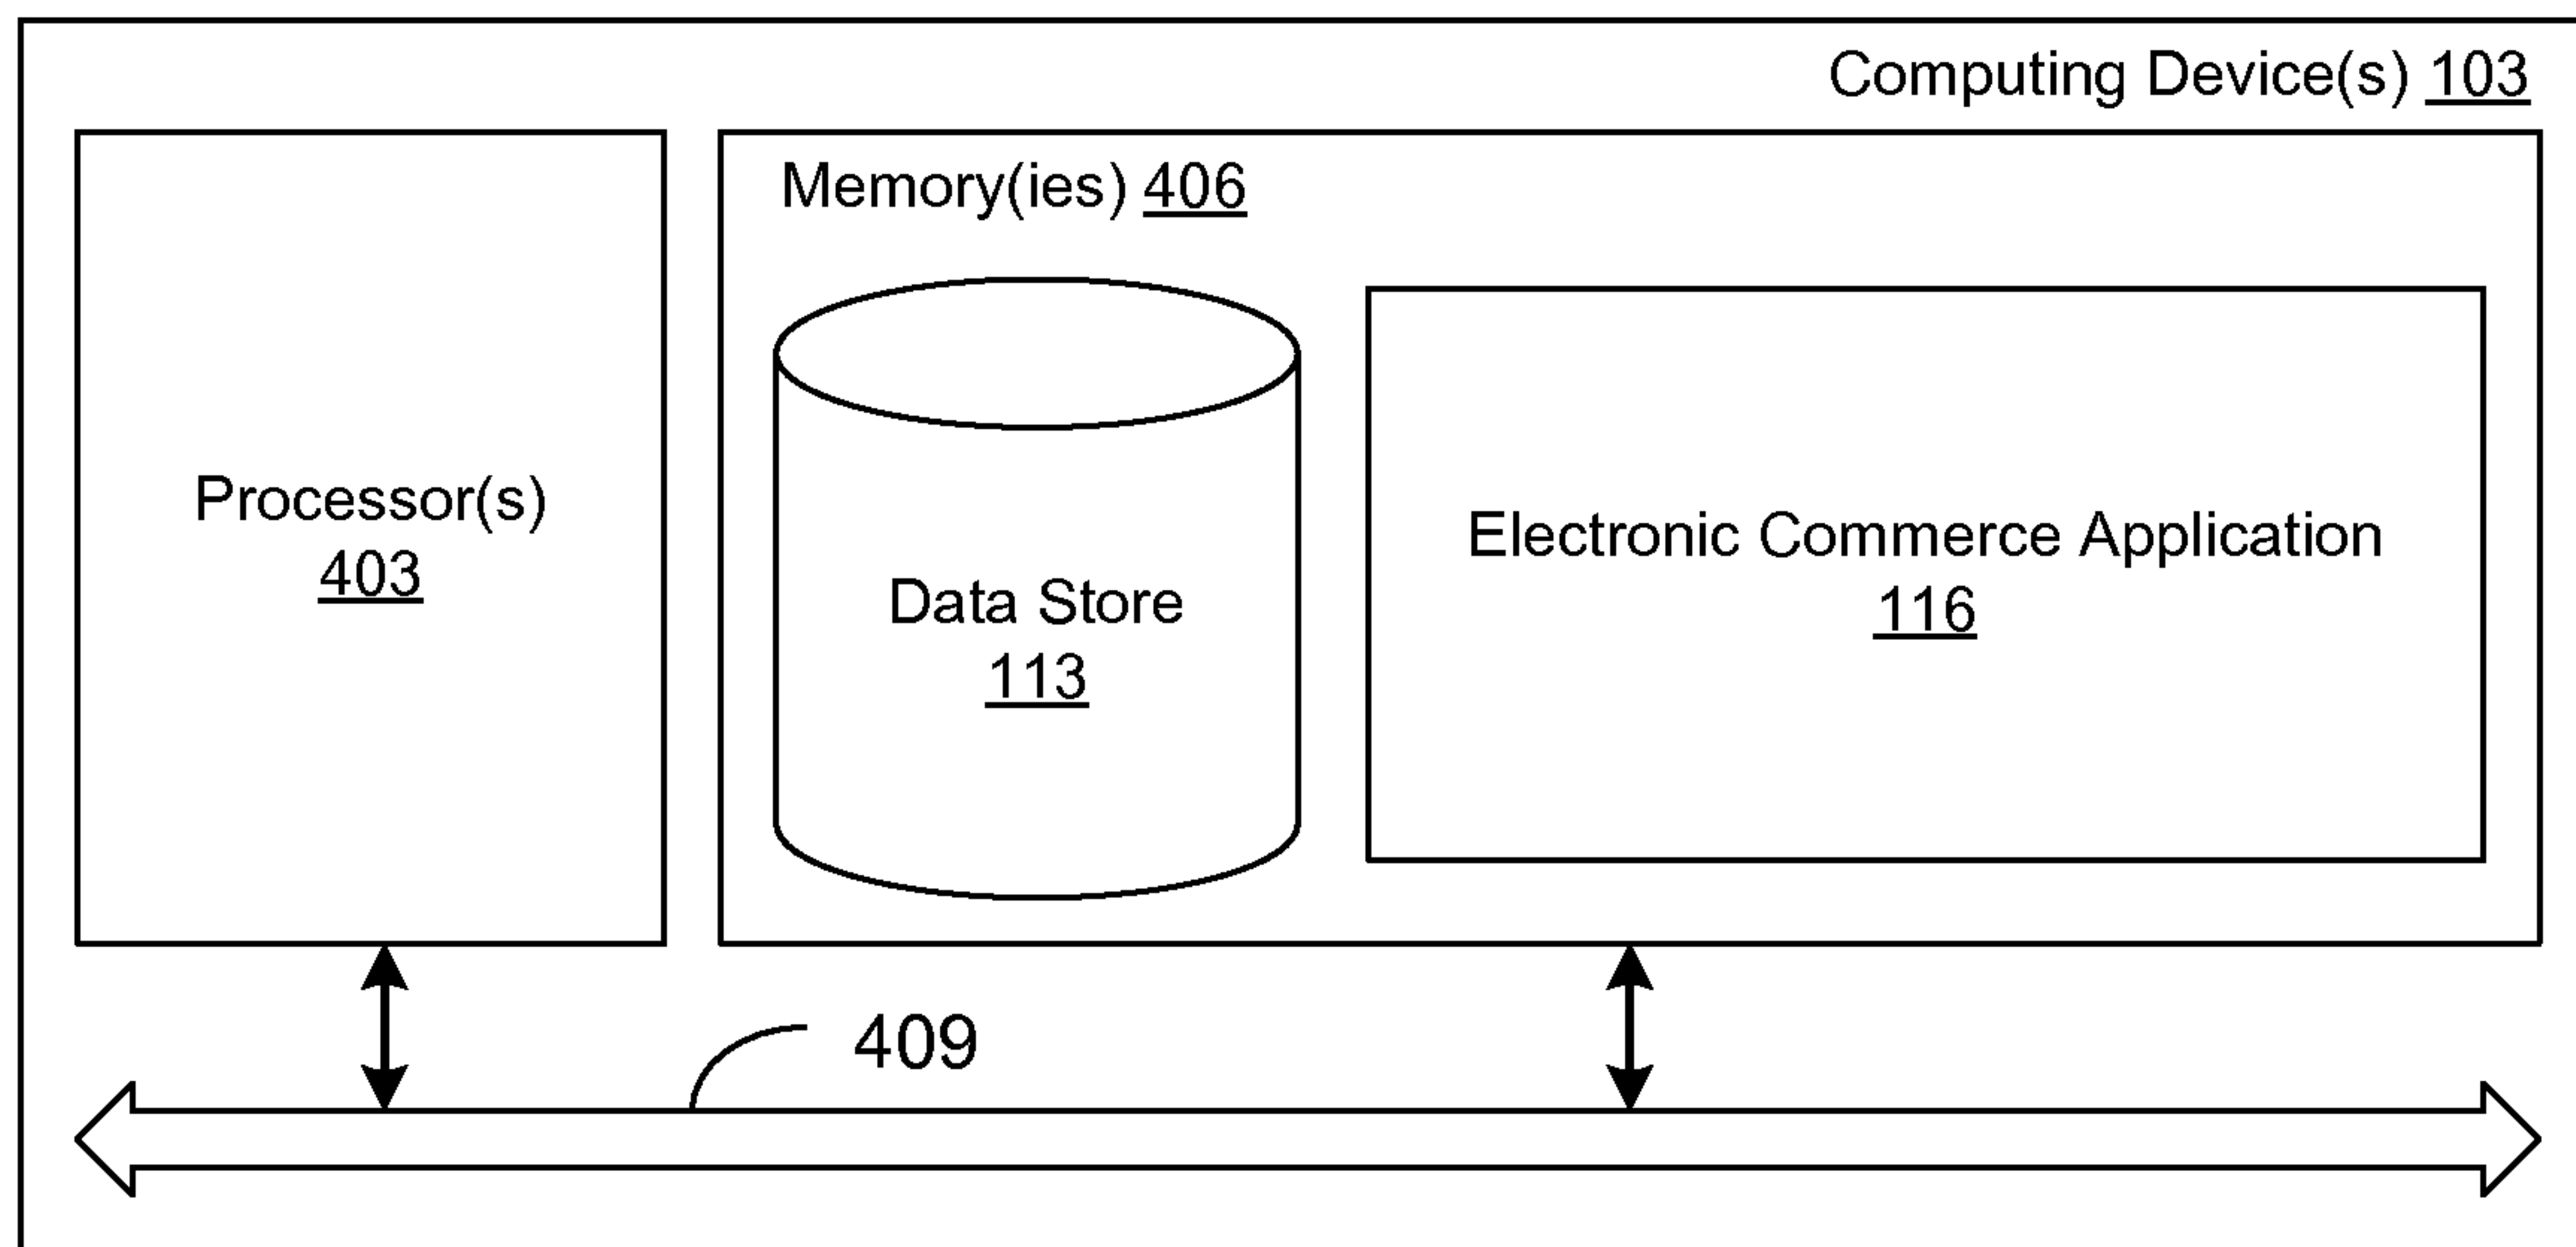 Computing Device(s) 103
Memory(ies) 406
Processor(s)
403
Data Store
113
Electronic Commerce Application
116
409